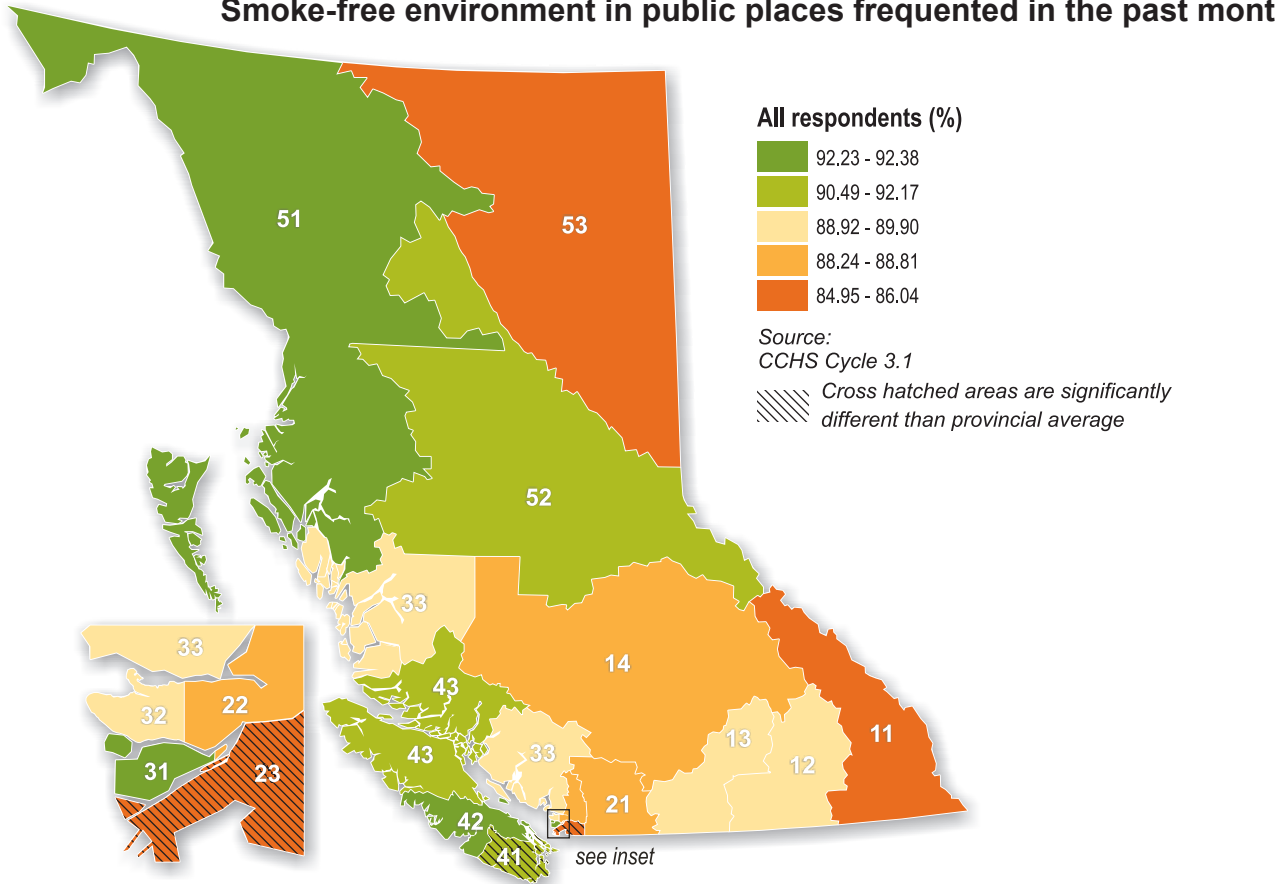 Smoke-free environment in public places frequented in the past mont
All respondents (%)
92.23 - 92.38
90.49 - 92.17
88.92 - 89.90
88.24 - 88.81
84.95 - 86.04
Source:
CCHS Cycle 3.1
Cross hatched areas are significantly
different than provincial average
51
53
52
33
14
43
43
33
13
12
11
21
42
41
see inset
33
32
22
31
23